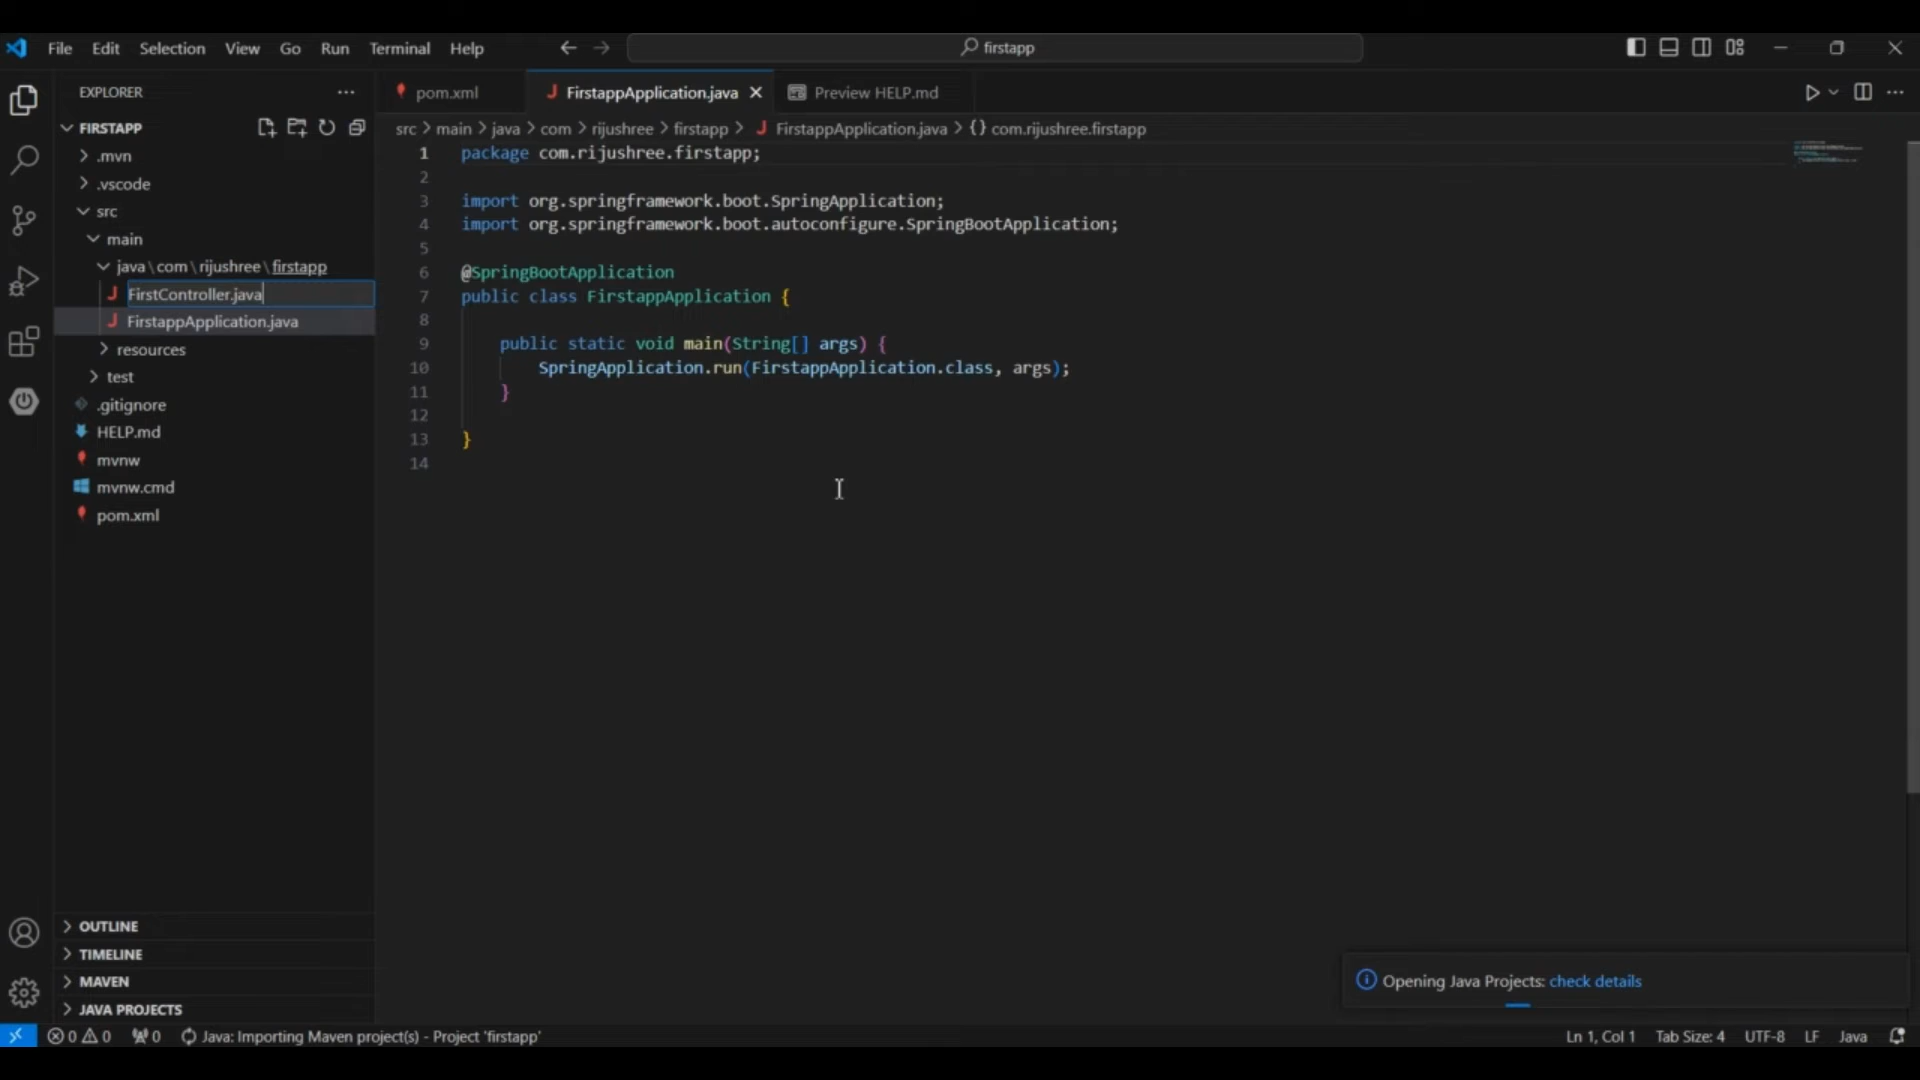 File Edit Selection View Go Run Terminal Help
firstapp
EXPLORER
pom.xml
FirstappApplication.java
Preview HELP.md
FIRSTAPP
src > main > java > com > rijushree > firstapp > FirstappApplication.java > {} com.rijushree.firstapp
.mvn
.vscode
src
main
java\com\rijushree\firstapp
FirstController.java
FirstappApplication.java
resources
test
.gitignore
HELP.md
mvnw
mvnw.cmd
pom.xml
1 package com.rijushree.firstapp;
2
3 import org.springframework.boot.SpringApplication;
4 import org.springframework.boot.autoconfigure.SpringBootApplication;
5
6 @SpringBootApplication
7 public class FirstappApplication {
8
9 public static void main(String[] args) {
10 SpringApplication.run(FirstappApplication.class, args);
11 }
12
13 }
14
OUTLINE
TIMELINE
MAVEN
JAVA PROJECTS
Opening Java Projects: check details
0 0 0 Java: Importing Maven project(s) - Project 'firstapp'
Ln 1, Col 1 Tab Size: 4 UTF-8 LF Java